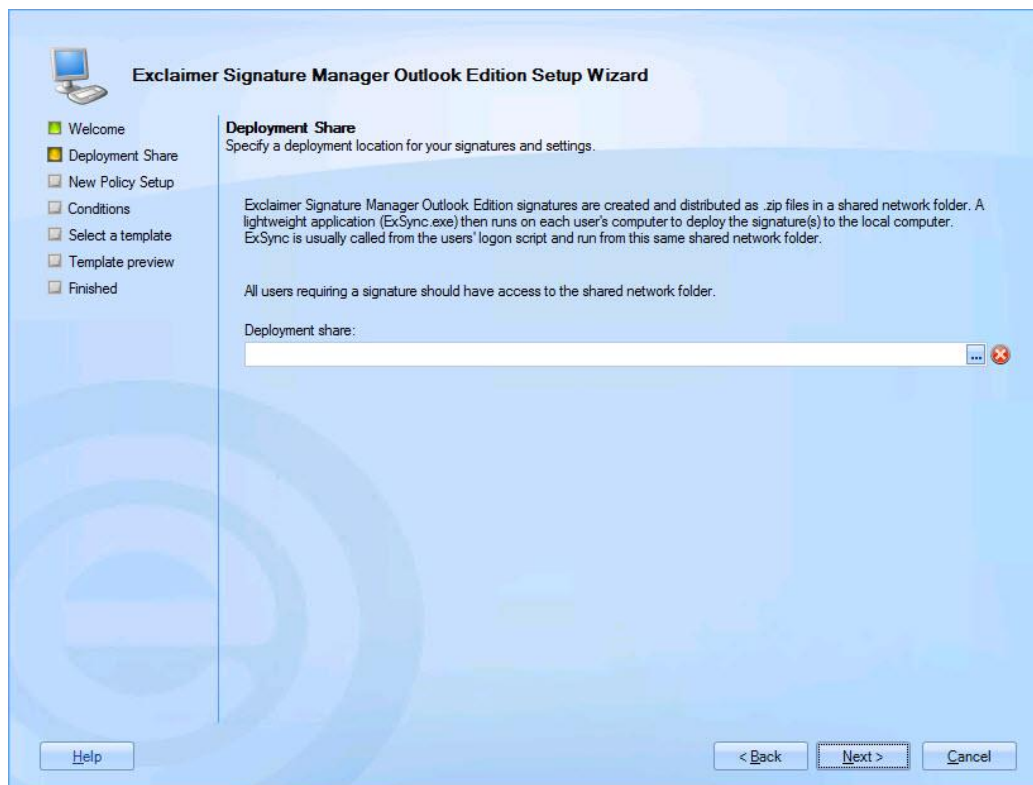 Exclaimer Signature Manager Outlook Edition Setup Wizard
Welcome
Deployment Share
New Policy Setup
Conditions
Select a template
Template preview
Finished
Deployment Share
Specify a deployment location for your signatures and settings.
Exclaimer Signature Manager Outlook Edition signatures are created and distributed as .zip files in a shared network folder. A
lightweight application (ExSync.exe) then runs on each user's computer to deploy the signature(s) to the local computer.
ExSync is usually called from the users' logon script and run from this same shared network folder.
All users requiring a signature should have access to the shared network folder.
Deployment share:
...
Help
< Back
Next >
Cancel